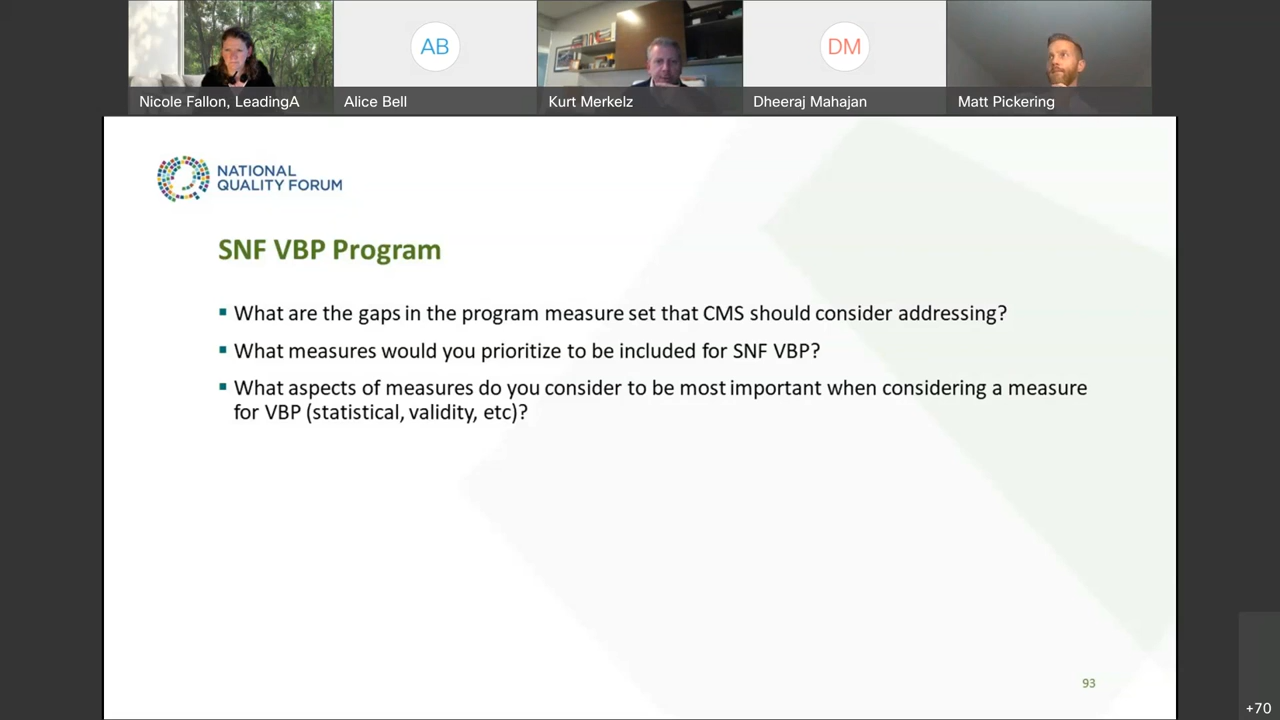 AB
DM
Nicole Fallon, LeadingA
Alice Bell
Kurt Merkelz
Dheeraj Mahajan
Matt Pickering
NATIONAL
QUALITY FORUM
SNF VBP Program
▪ What are the gaps in the program measure set that CMS should consider addressing?
▪ What measures would you prioritize to be included for SNF VBP?
▪ What aspects of measures do you consider to be most important when considering a measure
for VBP (statistical, validity, etc)?
93
+70